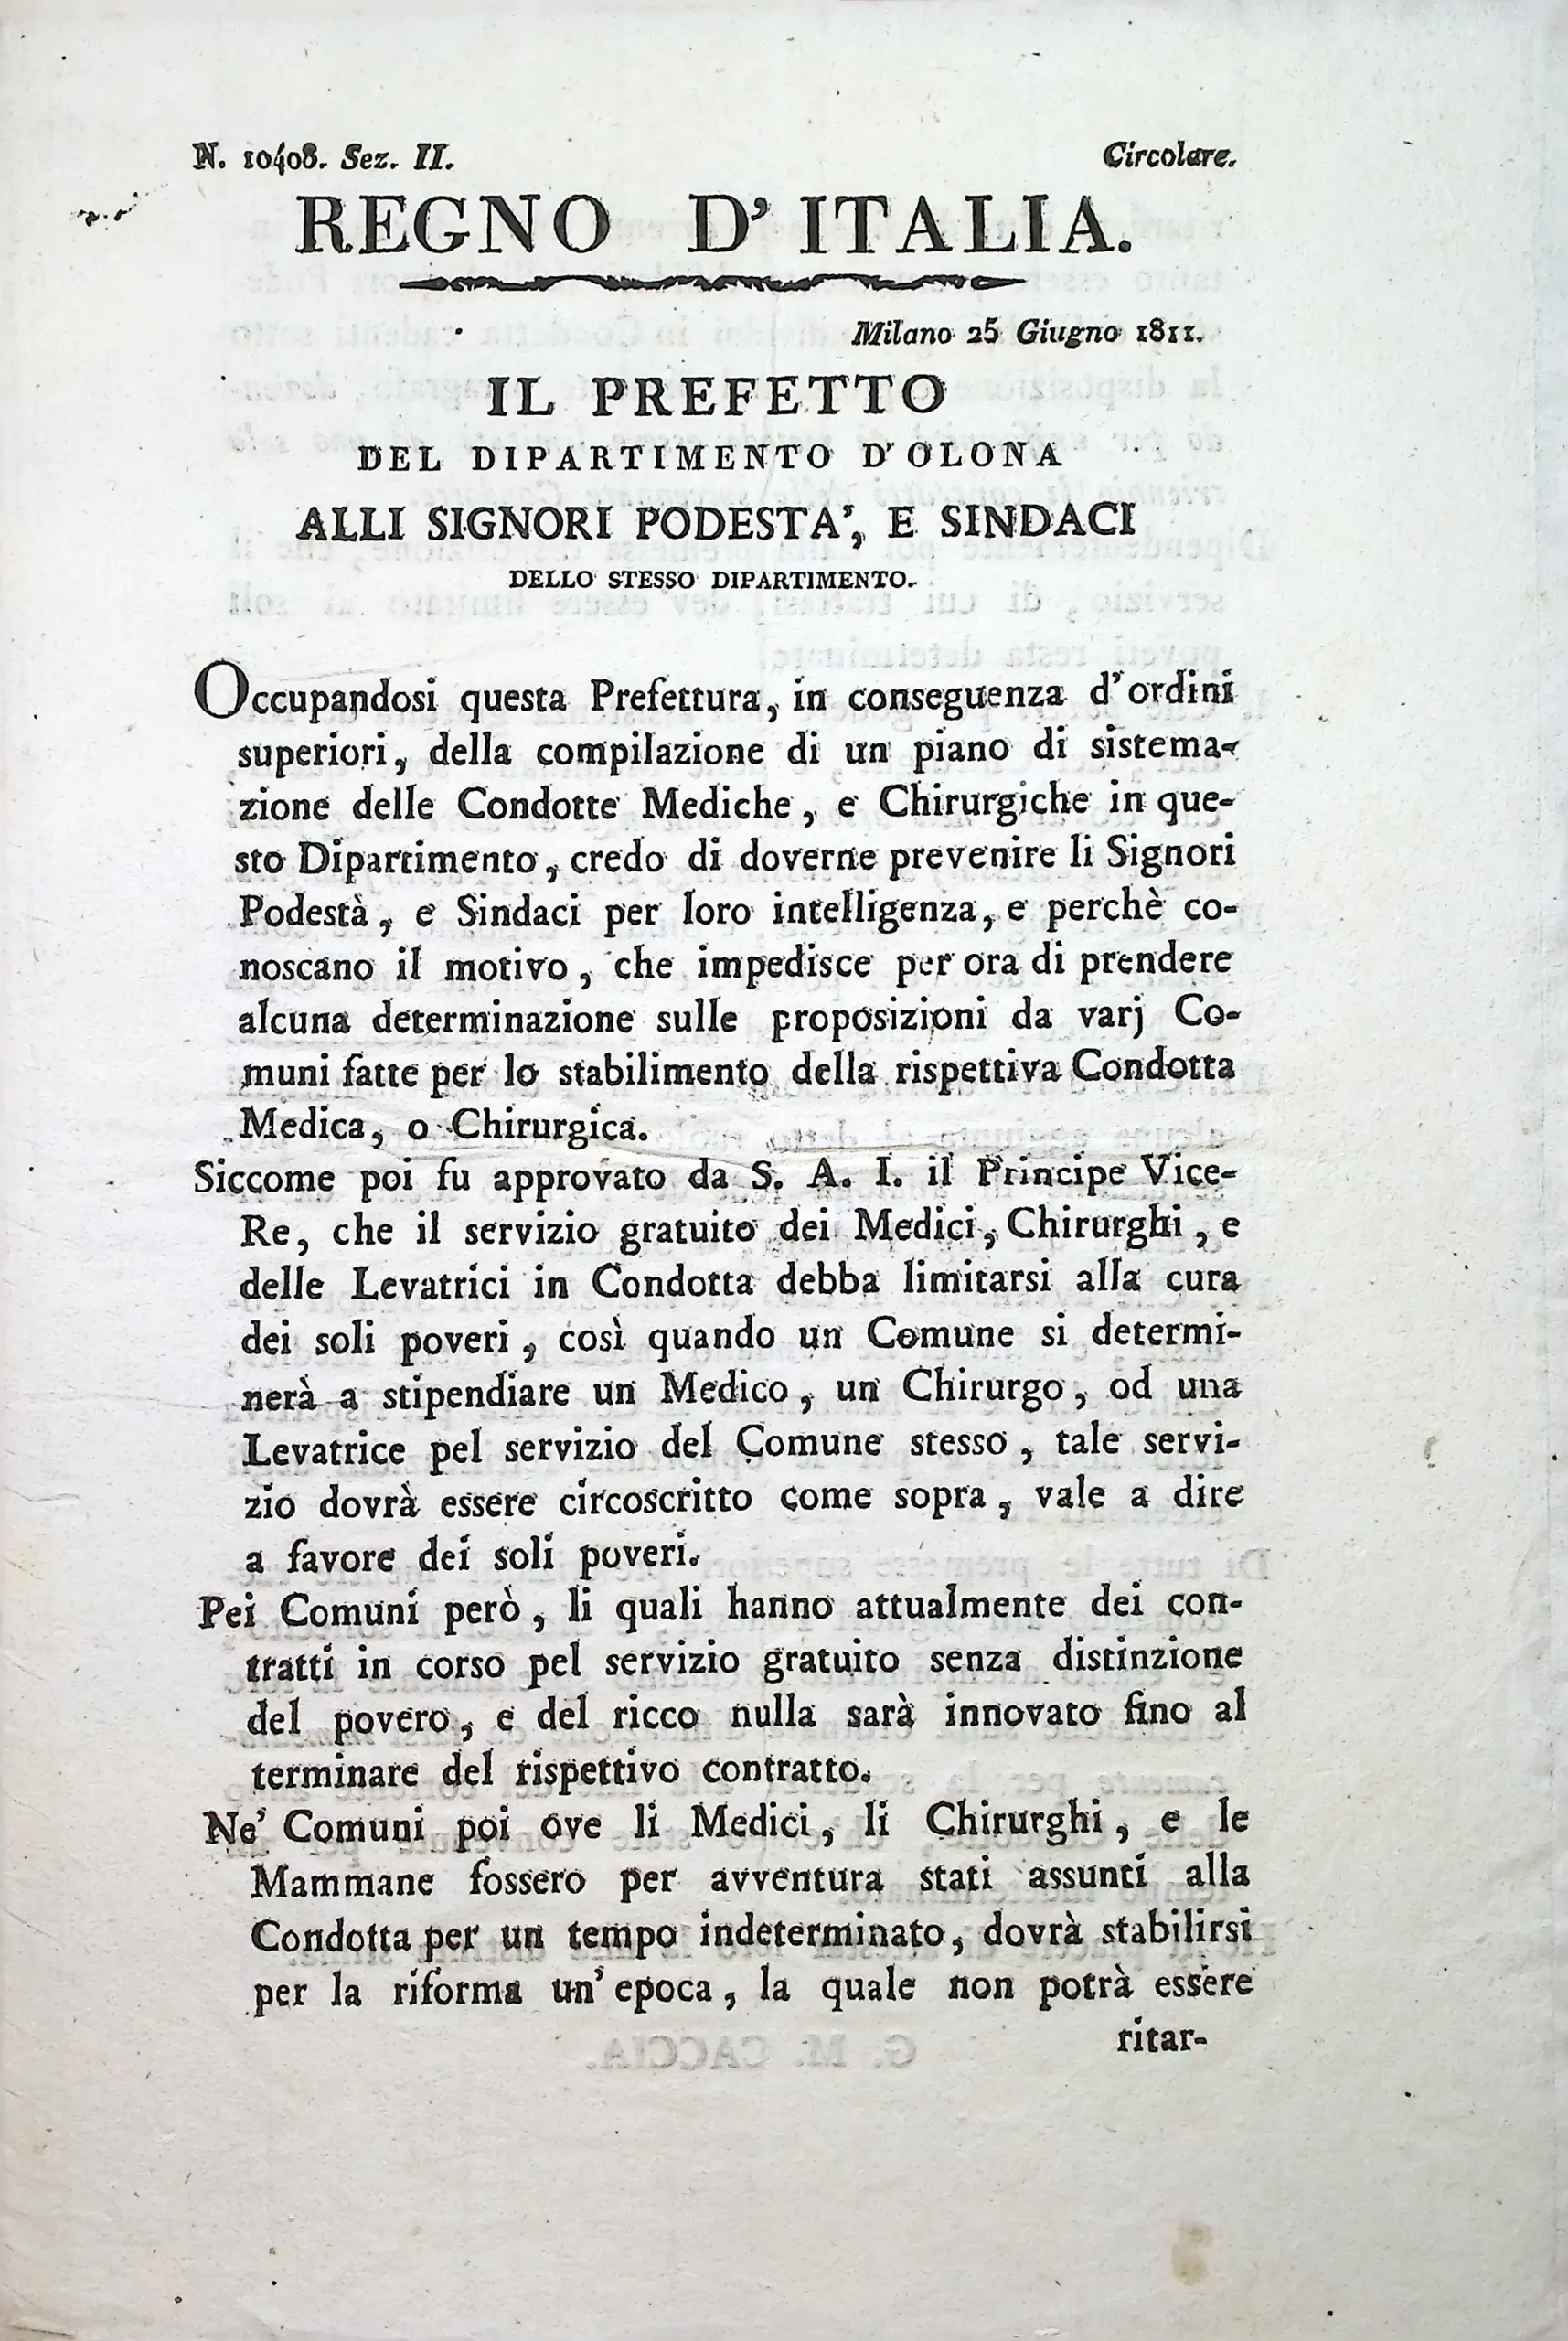 N. 10408. Sez. II. Circolare.
REGNO D' ITALIA.
Milano 25 Giugno 1811.
IL PREFETTO
DEL DIPARTIMENTO D'OLONA
ALLI SIGNORI PODESTA', E SINDACI
DELLO STESSO DIPARTIMENTO.
Occupandosi questa Prefettura, in conseguenza d'ordini
superiori, della compilazione di un piano di sistema-
zione delle Condotte Mediche, e Chirurgiche in que-
sto Dipartimento, credo di doverne prevenire li Signori
Podestà, e Sindaci per loro intelligenza, e perchè co-
noscano il motivo, che impedisce per ora di prendere
alcuna determinazione sulle proposizioni da varj Co-
muni fatte per lo stabilimento della rispettiva Condotta
Medica, o Chirurgica.
Siccome poi fu approvato da S. A. I. il Principe Vice-
Re, che il servizio gratuito dei Medici, Chirurghi, e
delle Levatrici in Condotta debba limitarsi alla cura
dei soli poveri, così quando un Comune si determi-
nerà a stipendiare un Medico, un Chirurgo, od una
Levatrice pel servizio del Comune stesso, tale servi-
zio dovrà essere circoscritto come sopra, vale a dire
a favore dei soli poveri.
Pei Comuni però, li quali hanno attualmente dei con-
tratti in corso pel servizio gratuito senza distinzione
del povero, e del ricco nulla sarà innovato fino al
terminare del rispettivo contratto.
Ne' Comuni poi ove li Medici, li Chirurghi, e le
Mammane fossero per avventura stati assunti alla
Condotta per un tempo indeterminato, dovrà stabilirsi
per la riforma un'epoca, la quale non potrà essere
ritar-